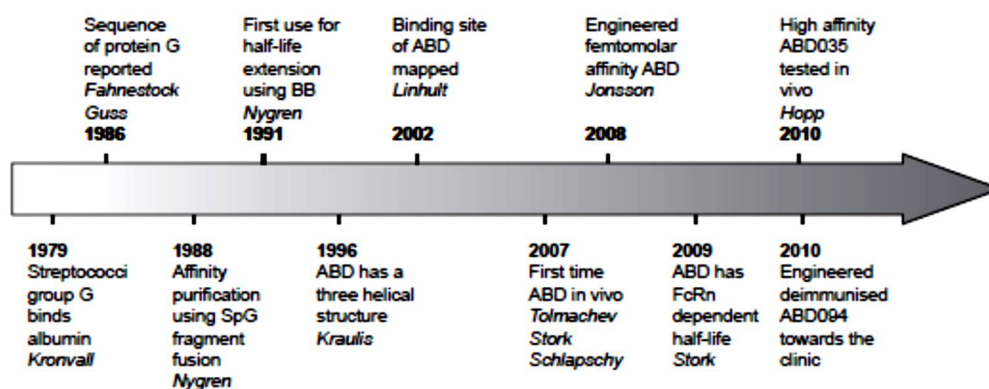 Sequence
of protein G
reported
Fahnestock
Guss
1986
First use for
half-life
extension
using BB
Nygren
1991
Binding site
of ABD
mapped
Linhult
2002
Engineered
femtomolar
affinity ABD
Jonsson
2008
High affinity
ABD035
tested in
vivo
Hopp
2010
1979
Streptococci
group G
binds
albumin
Kronvall
1988
Affinity
purification
using SpG
fragment
fusion
Nygren
1996
ABD has a
three helical
structure
Kraulis
2007
First time
ABD in vivo
Tolmachev
Stork
Schlapschy
2009
ABD has
FcRn
dependent
half-life
Stork
2010
Engineered
deimmunised
ABD094
towards the
clinic